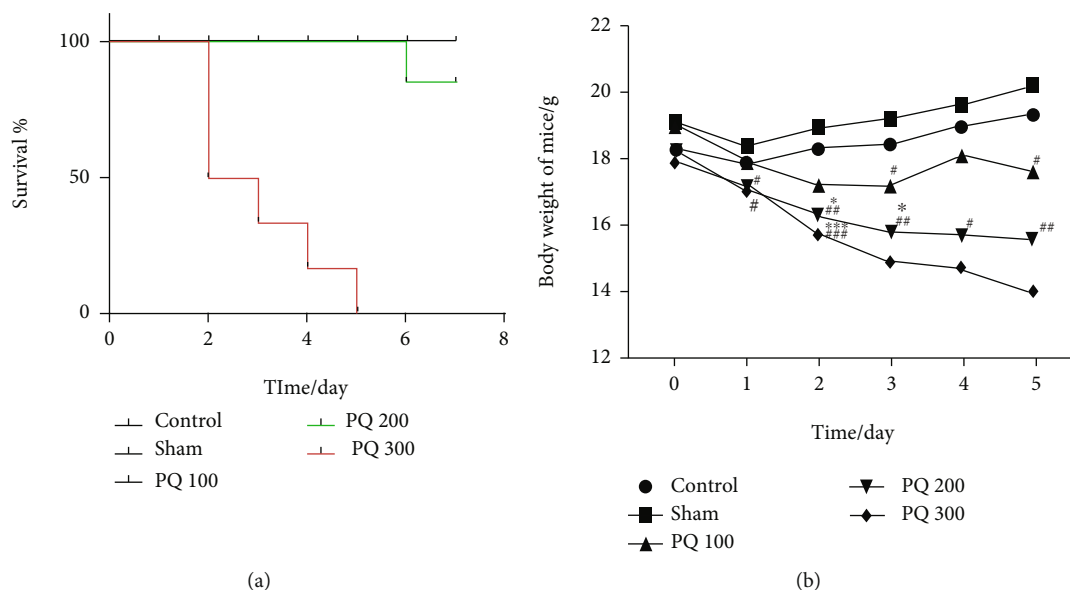 100
50
0
Survival %
0 2 4 6 8
TIme/day
Control
Sham
PQ 100
PQ 200
PQ 300
(a)
22
20
18
16
14
12
Body weight of mice/g
#
#
*
##
***
###
#
*
##
#
#
##
0 1 2 3 4 5
Time/day
Control
Sham
PQ 100
PQ 200
PQ 300
(b)